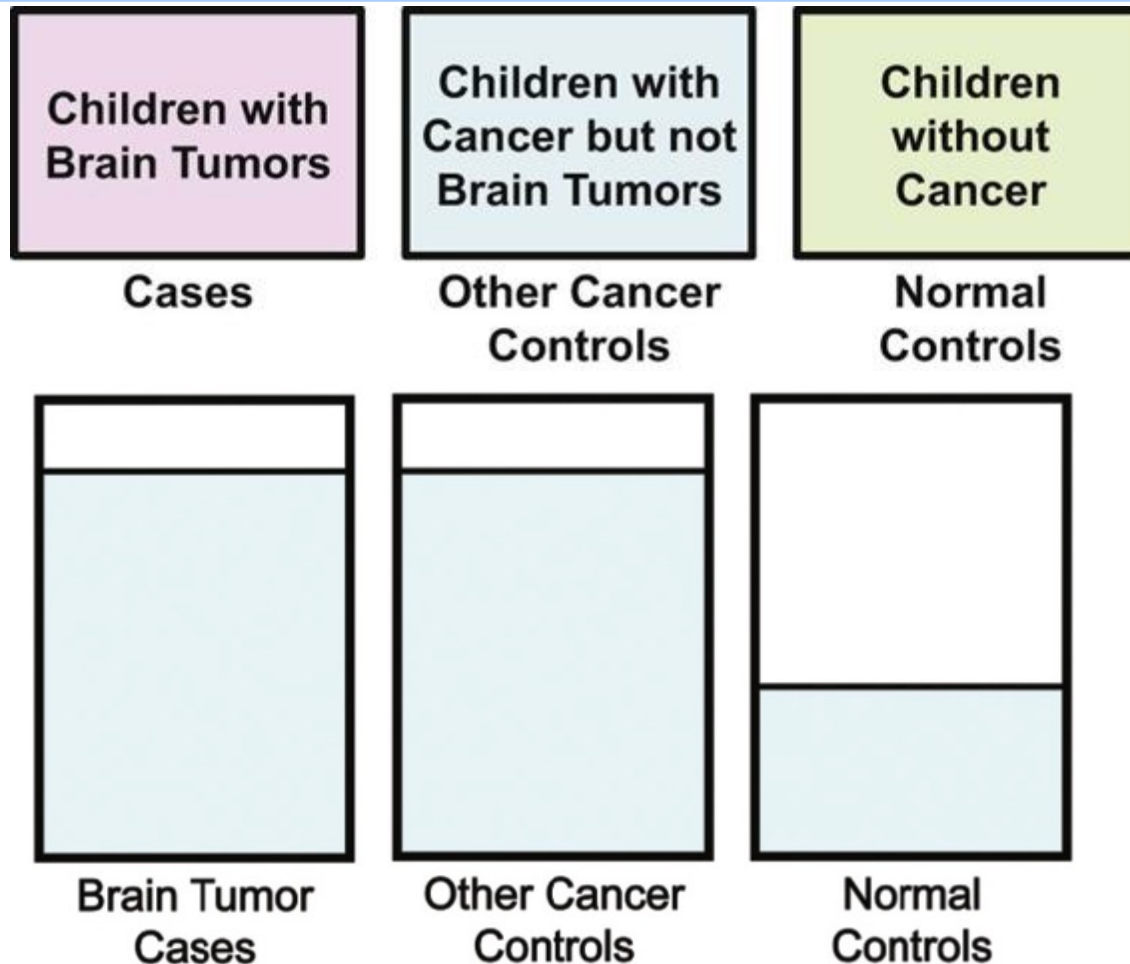 Children with
Brain Tumors
Children with
Cancer but not
Brain Tumors
Children
without
Cancer
Cases
Other Cancer
Controls
Normal
Controls
Brain Tumor
Cases
Other Cancer
Controls
Normal
Controls